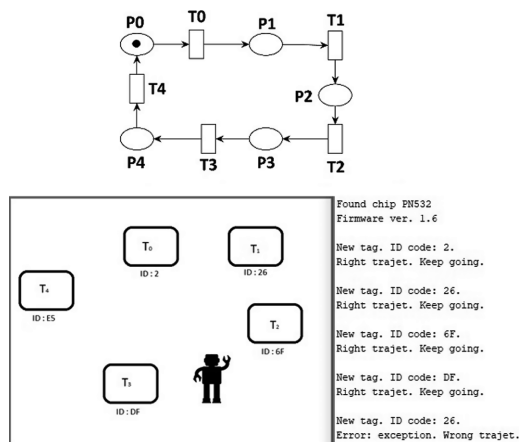 P0
T0
P1
T1
T4
P2
P4
T3
P3
T2
T0
ID : 2
T1
ID : 26
T4
ID : E5
T2
ID : 6F
T3
ID : DF
Found chip PN532
Firmware ver. 1.6
New tag. ID code: 2.
Right trajet. Keep going.
New tag. ID code: 26.
Right trajet. Keep going.
New tag. ID code: 6F.
Right trajet. Keep going.
New tag. ID code: DF.
Right trajet. Keep going.
New tag. ID code: 26.
Error: exception. Wrong trajet.